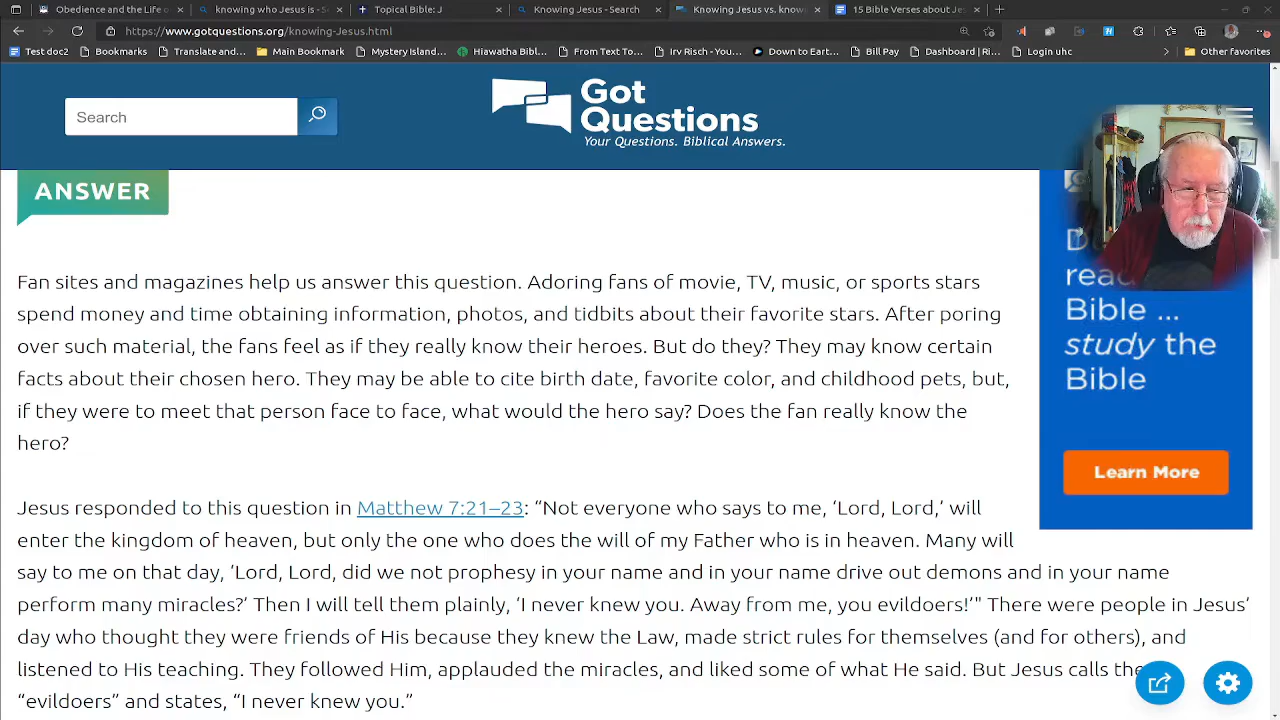 Obedience and the Life o
knowing who Jesus is - S
Topical Bible: J
Knowing Jesus - Search
Knowing Jesus vs. know
15 Bible Verses about Je
https://www.gotquestions.org/knowing-Jesus.html
Test doc2
Bookmarks
Translate and...
Main Bookmark
Mystery Island...
Hiawatha Bible...
From Text To...
Irv Risch - You...
Down to Eart...
Bill Pay
Dashboard | Ri...
Login uhc
Other favorites
Search
Got
Questions
Your Questions. Biblical Answers.
ANSWER
Fan sites and magazines help us answer this question. Adoring fans of movie, TV, music, or sports stars
spend money and time obtaining information, photos, and tidbits about their favorite stars. After poring
over such material, the fans feel as if they really know their heroes. But do they? They may know certain
facts about their chosen hero. They may be able to cite birth date, favorite color, and childhood pets, but,
if they were to meet that person face to face, what would the hero say? Does the fan really know the
hero?
Jesus responded to this question in Matthew 7:21–23: “Not everyone who says to me, ‘Lord, Lord,’ will
enter the kingdom of heaven, but only the one who does the will of my Father who is in heaven. Many will
say to me on that day, ‘Lord, Lord, did we not prophesy in your name and in your name drive out demons and in your name
perform many miracles?’ Then I will tell them plainly, ‘I never knew you. Away from me, you evildoers!’" There were people in Jesus’
day who thought they were friends of His because they knew the Law, made strict rules for themselves (and for others), and
listened to His teaching. They followed Him, applauded the miracles, and liked some of what He said. But Jesus calls
“evildoers” and states, “I never knew you.”
Bible ...
study the
Bible
Learn More